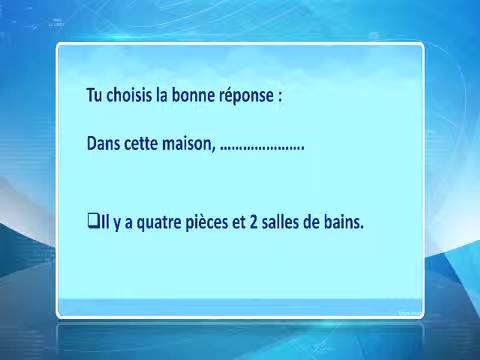 Tu choisis la bonne réponse :
Dans cette maison, …………………
❑Il y a quatre pièces et 2 salles de bains.